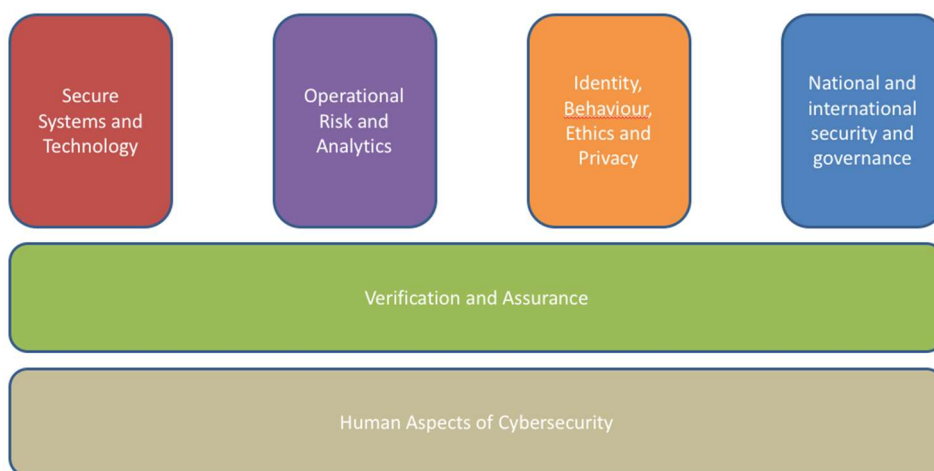 Secure
Systems and
Technology
Operational
Risk and
Analytics
Identity,
Behaviour,
Ethics and
Privacy
National and
international
security and
governance
Verification and Assurance
Human Aspects of Cybersecurity